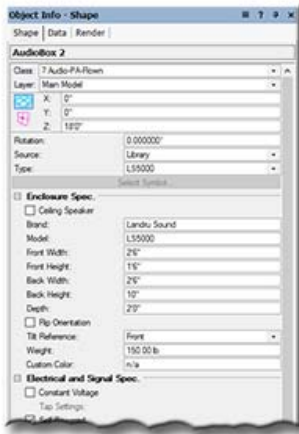 Object Info - Shape
Shape Data Render
AudioBox 2
Class: 7 Audio-PA-Flown
Layer: Main Model
X: 0"
Y: 0"
Z: 18'0"
Rotation: 0.000000°
Source: Library
Type: LS5000
Select Symbol...
Enclosure Spec.
Ceiling Speaker
Brand: Landru Sound
Model: LS5000
Front Width: 2'6"
Front Height: 1'6"
Back Width: 2'6"
Back Height: 10"
Depth: 2'0"
Flip Orientation
Tilt Reference: Front
Weight: 150.00 lb
Custom Color: n/a
Electrical and Signal Spec.
Constant Voltage
Tap Settings: